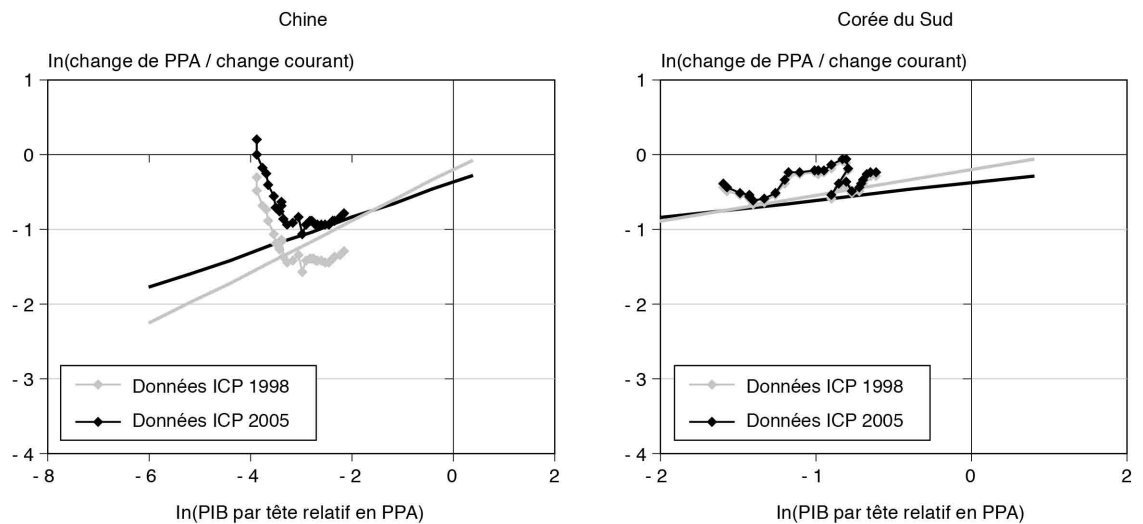 Chine
ln(change de PPA / change courant)
1
0
- 1
- 2
- 3
- 4
- 8
- 6
- 4
- 2
0
2
Données ICP 1998
Données ICP 2005
ln(PIB par tête relatif en PPA)
Corée du Sud
ln(change de PPA / change courant)
1
0
- 1
- 2
- 3
- 4
- 2
- 1
0
2
Données ICP 1998
Données ICP 2005
ln(PIB par tête relatif en PPA)